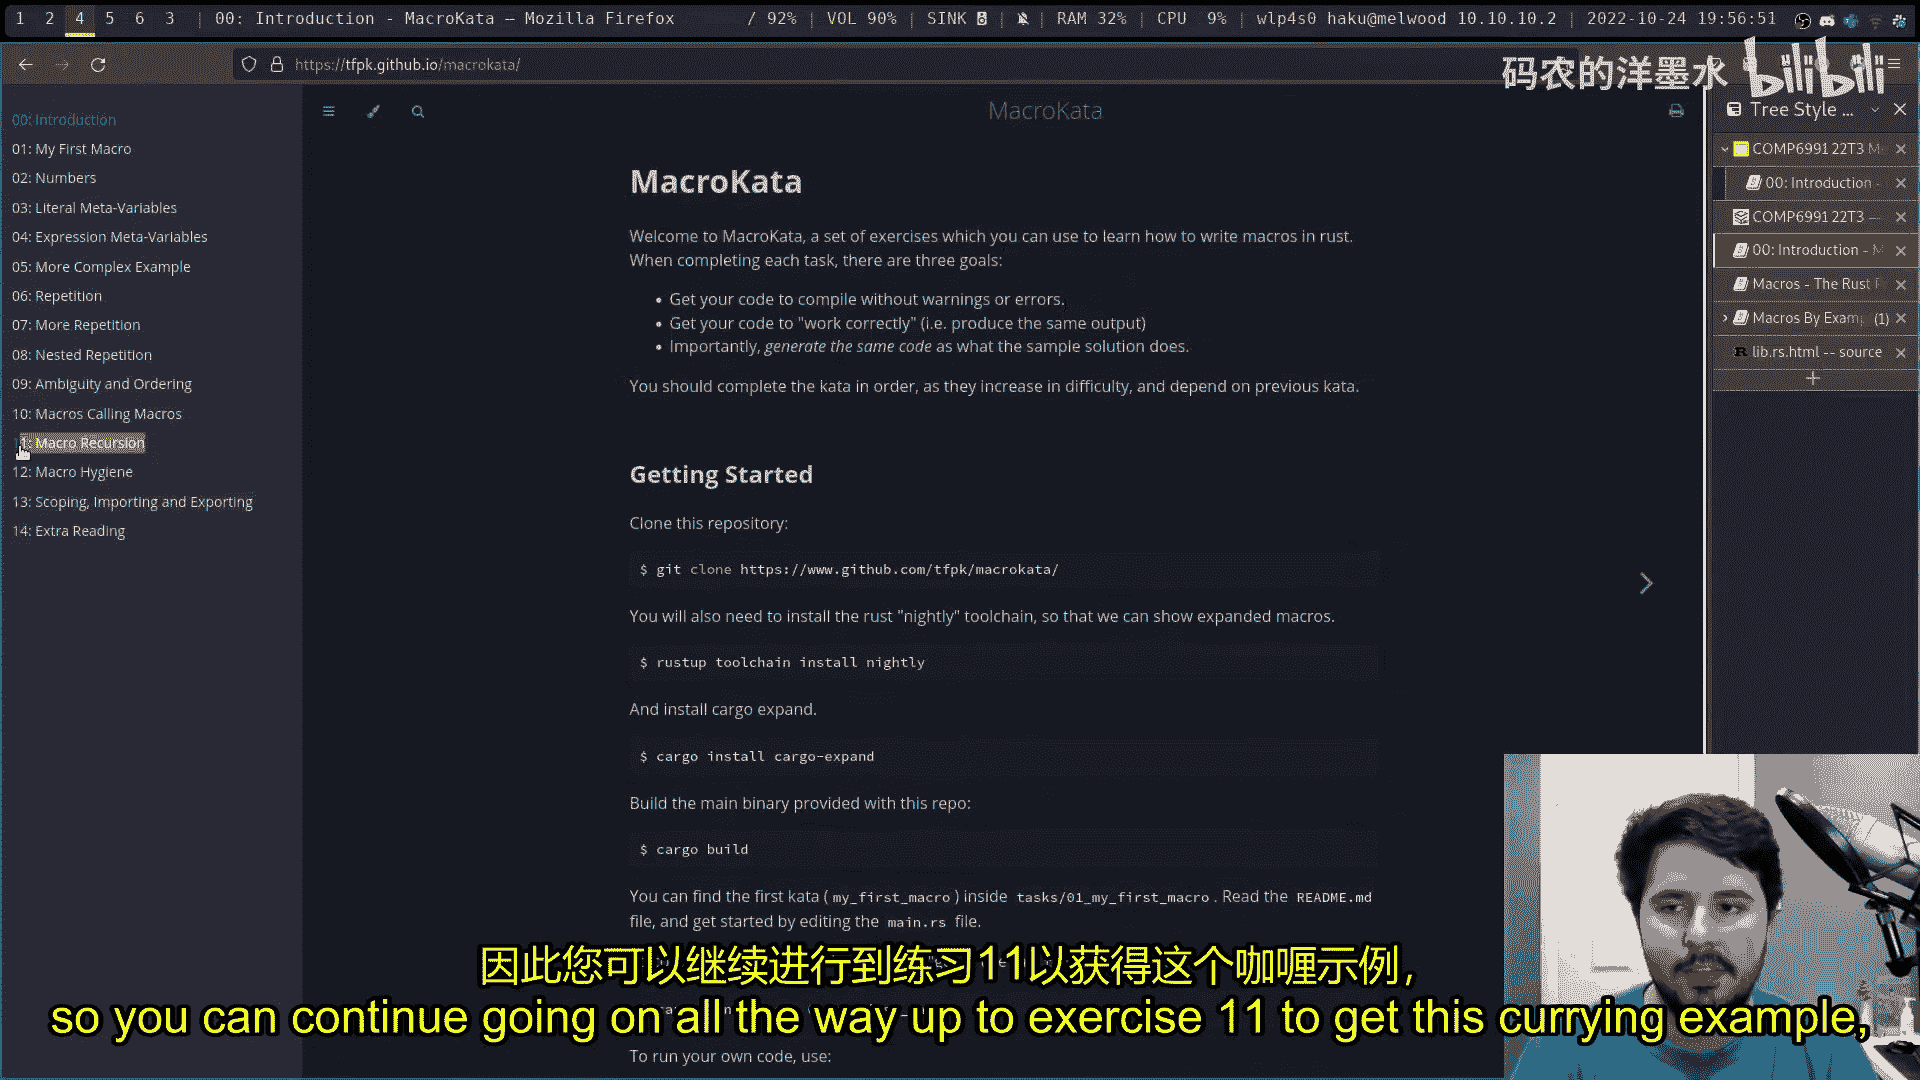 1 2 4 5 6 3 | 00: Introduction - MacroKata — Mozilla Firefox / 92% | VOL 90% | SINK | | RAM 32% | CPU 9% | wlp4s0 haku@melwood 10.10.10.2 | 2022-10-24 19:56:51
https://tfpk.github.io/macrokata/
码农的洋墨水 bilibili
00: Introduction
01: My First Macro
02: Numbers
03: Literal Meta-Variables
04: Expression Meta-Variables
05: More Complex Example
06: Repetition
07: More Repetition
08: Nested Repetition
09: Ambiguity and Ordering
10: Macros Calling Macros
11: Macro Recursion
12: Macro Hygiene
13: Scoping, Importing and Exporting
14: Extra Reading
MacroKata
MacroKata
Welcome to MacroKata, a set of exercises which you can use to learn how to write macros in rust.
When completing each task, there are three goals:
• Get your code to compile without warnings or errors.
• Get your code to "work correctly" (i.e. produce the same output)
• Importantly, generate the same code as what the sample solution does.
You should complete the kata in order, as they increase in difficulty, and depend on previous kata.
Getting Started
Clone this repository:
$ git clone https://www.github.com/tfpk/macrokata/
You will also need to install the rust "nightly" toolchain, so that we can show expanded macros.
$ rustup toolchain install nightly
And install cargo expand.
$ cargo install cargo-expand
Build the main binary provided with this repo:
$ cargo build
You can find the first kata (my_first_macro) inside tasks/01_my_first_macro. Read the README.md
file, and get started by editing the main.rs file.
To run your own code, use:
Tree Style ...
COMP6991 22T3 M
00: Introduction -
COMP6991 22T3 —
00: Introduction - M
Macros - The Rust
Macros By Exam (1)
lib.rs.html -- source
因此您可以继续进行到练习11以获得这个咖喱示例，
so you can continue going on all the way up to exercise 11 to get this currying example,